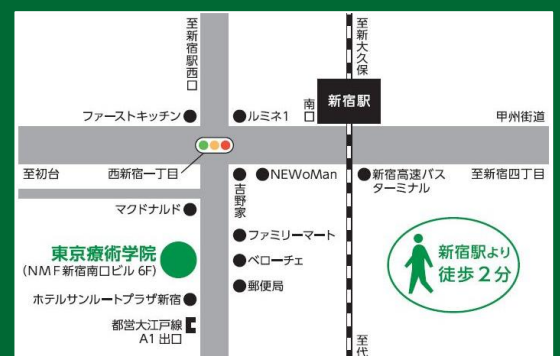 至新宿駅西口
至新大久保
ファーストキッチン
ルミネ1
南口
新宿駅
甲州街道
至初台
西新宿一丁目
吉野家
NEWoMan
新宿高速バス
ターミナル
至新宿四丁目
マクドナルド
ファミリーマート
東京療術学院
(NMF新宿南口ビル 6F)
ベローチェ
新宿駅より
徒歩2分
ホテルサンルートプラザ新宿
郵便局
都営大江戸線
A1 出口
至代